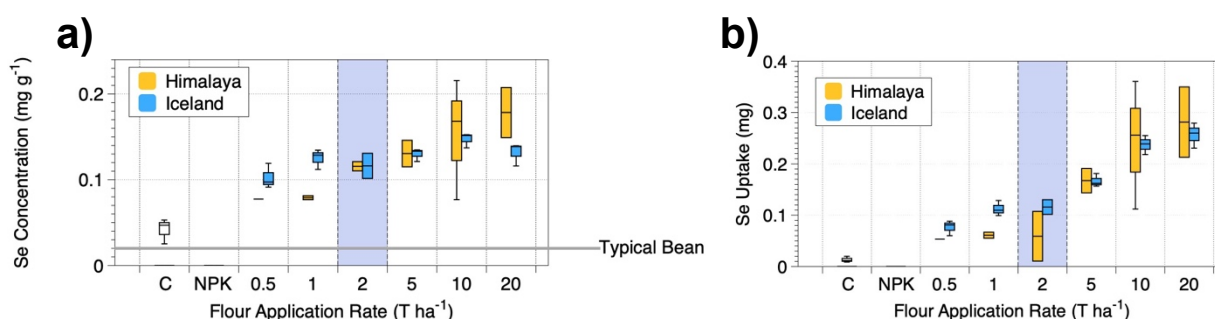 a)
Se Concentration (mg g⁻¹)
0.2
0.1
0
Himalaya
Iceland
Typical Bean
C NPK 0.5 1 2 5 10 20
Flour Application Rate (T ha⁻¹)
b)
Se Uptake (mg)
0.4
0.3
0.2
0.1
0
Himalaya
Iceland
C NPK 0.5 1 2 5 10 20
Flour Application Rate (T ha⁻¹)